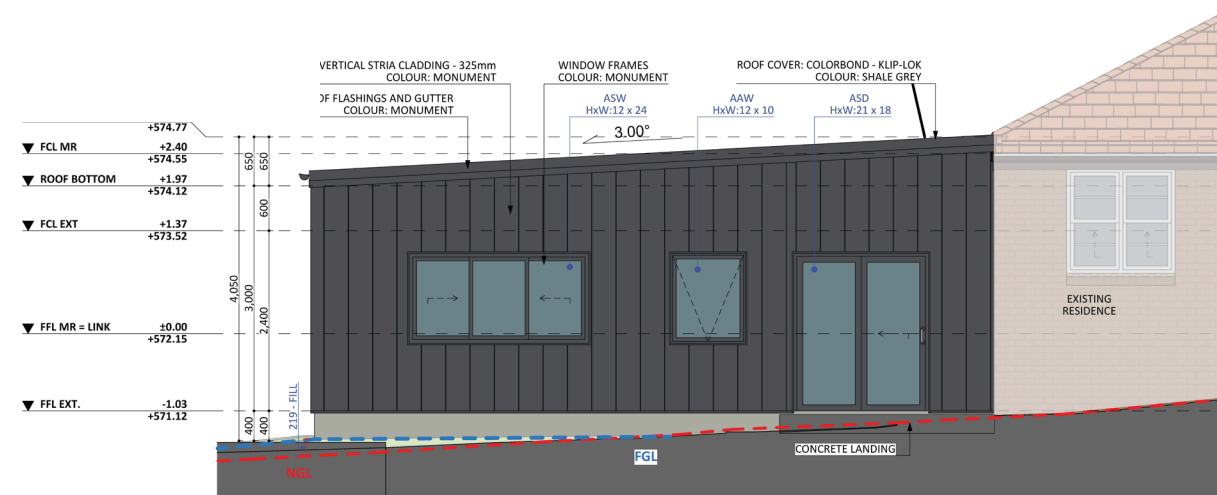 VERTICAL STRIA CLADDING - 325mm
COLOUR: MONUMENT
OF FLASHINGS AND GUTTER
COLOUR: MONUMENT
WINDOW FRAMES
COLOUR: MONUMENT
ROOF COVER: COLORBOND - KLIP-LOK
COLOUR: SHALE GREY
ASW
HxW:12 x 24
AAW
HxW:12 x 10
ASD
HxW:21 x 18
3.00°
+574.77
FCL MR +2.40
+574.55
ROOF BOTTOM +1.97
+574.12
FCL EXT +1.37
+573.52
FFL MR = LINK ±0.00
+572.15
FFL EXT. -1.03
+571.12
4,050
650
3,000
400
650
600
2,400
400
219 - FILL
EXISTING
RESIDENCE
CONCRETE LANDING
NGL
FGL